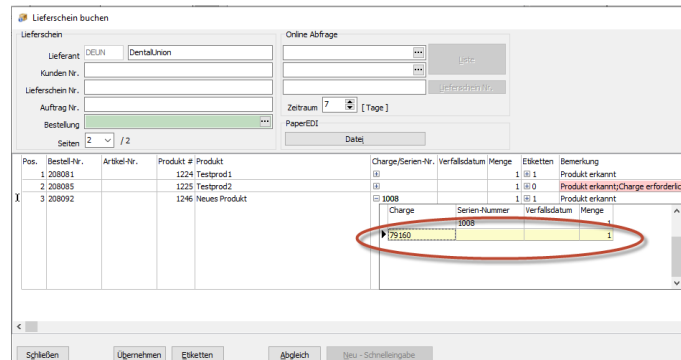 Lieferschein buchen
Lieferschein
Lieferant DEUN DentalUnion
Kunden Nr.
Lieferschein Nr.
Auftrag Nr.
Bestellung ...
Seiten 2 / 2
Online Abfrage
...
...
Liste
Lieferschein Nr.
Zeitraum 7 [ Tage ]
PaperEDI
Datei
Pos. Bestell-Nr. Artikel-Nr. Produkt # Produkt Charge/Serien-Nr. Verfallsdatum Menge Etiketten Bemerkung
1 208081 1224 Testprod1 1 1 Produkt erkannt
2 208085 1225 Testprod2 1 0 Produkt erkannt;Charge erforderlic
3 208092 1246 Neues Produkt 1008 1 1 Produkt erkannt
Charge Serien-Nummer Verfallsdatum Menge
1008 1
79160 1
Schließen Übernehmen Etiketten Abgleich Neu - Schnelleingabe